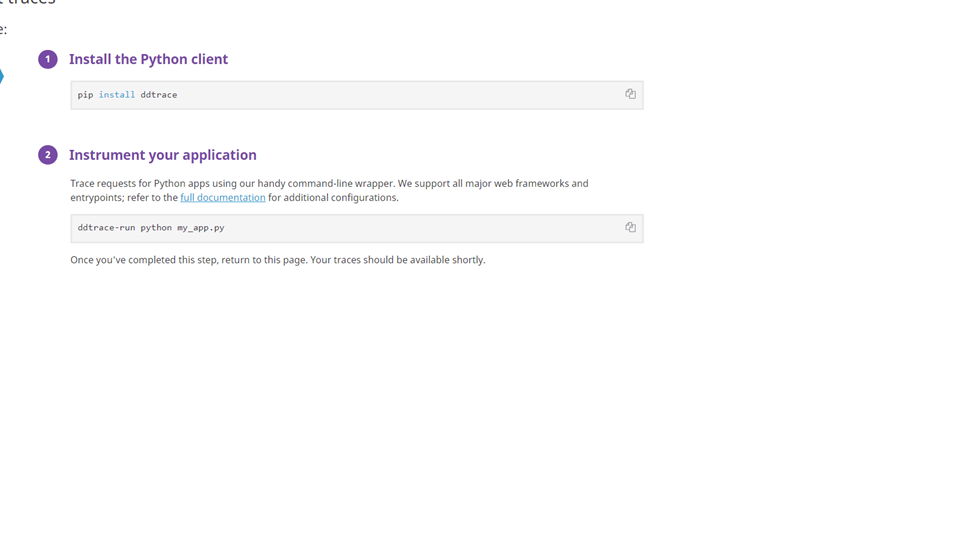 t traces
e:
1 Install the Python client
pip install ddtrace
2 Instrument your application
Trace requests for Python apps using our handy command-line wrapper. We support all major web frameworks and
entrypoints; refer to the full documentation for additional configurations.
ddtrace-run python my_app.py
Once you've completed this step, return to this page. Your traces should be available shortly.